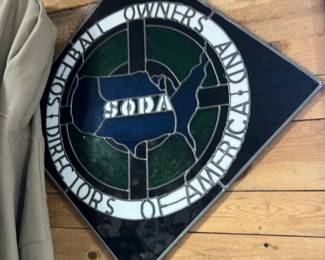 SOFTBALL OWNERS AND
DIRECTORS OF AMERICA
SODA